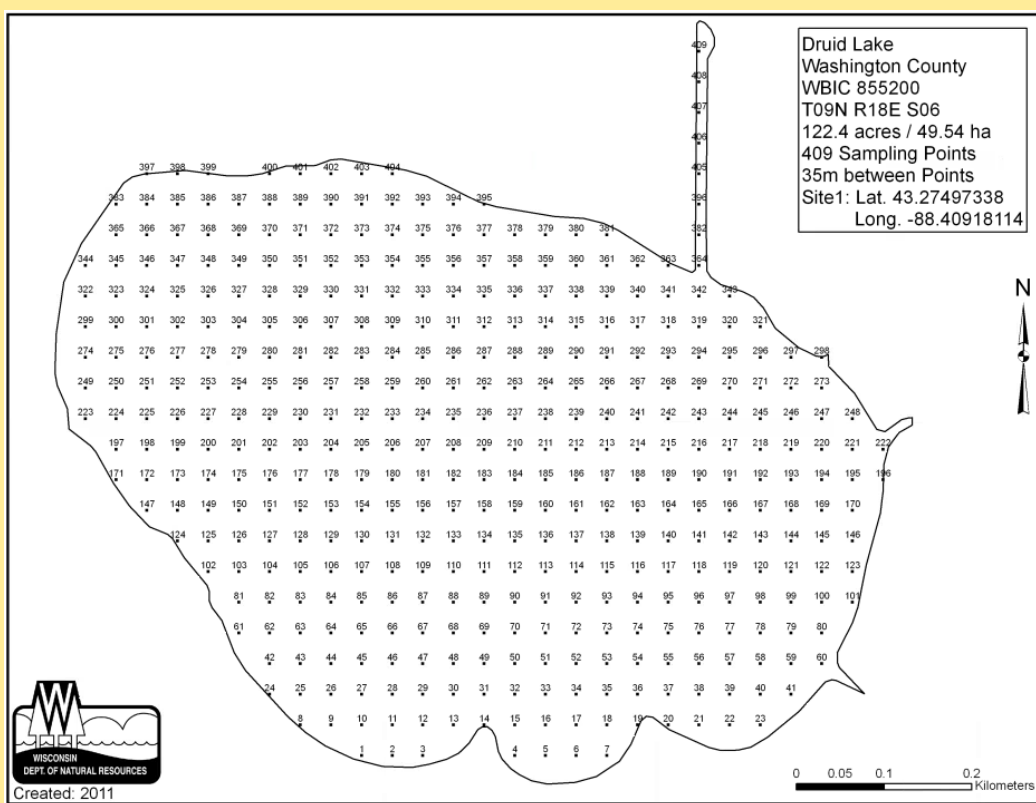 Druid Lake
Washington County
WBIC 855200
T09N R18E S06
122.4 acres / 49.54 ha
409 Sampling Points
35m between Points
Site1: Lat. 43.27497338
Long. -88.40918114
N
409
408
407
406
397 398 399 400 401 402 403 404 405
383 384 385 386 387 388 389 390 391 392 393 394 395 396
365 366 367 368 369 370 371 372 373 374 375 376 377 378 379 380 381 382
344 345 346 347 348 349 350 351 352 353 354 355 356 357 358 359 360 361 362 363 364
322 323 324 325 326 327 328 329 330 331 332 333 334 335 336 337 338 339 340 341 342 343
299 300 301 302 303 304 305 306 307 308 309 310 311 312 313 314 315 316 317 318 319 320 321
274 275 276 277 278 279 280 281 282 283 284 285 286 287 288 289 290 291 292 293 294 295 296 297 298
249 250 251 252 253 254 255 256 257 258 259 260 261 262 263 264 265 266 267 268 269 270 271 272 273
223 224 225 226 227 228 229 230 231 232 233 234 235 236 237 238 239 240 241 242 243 244 245 246 247 248
197 198 199 200 201 202 203 204 205 206 207 208 209 210 211 212 213 214 215 216 217 218 219 220 221 222
171 172 173 174 175 176 177 178 179 180 181 182 183 184 185 186 187 188 189 190 191 192 193 194 195 196
147 148 149 150 151 152 153 154 155 156 157 158 159 160 161 162 163 164 165 166 167 168 169 170
124 125 126 127 128 129 130 131 132 133 134 135 136 137 138 139 140 141 142 143 144 145 146
102 103 104 105 106 107 108 109 110 111 112 113 114 115 116 117 118 119 120 121 122 123
81 82 83 84 85 86 87 88 89 90 91 92 93 94 95 96 97 98 99 100 101
61 62 63 64 65 66 67 68 69 70 71 72 73 74 75 76 77 78 79 80
42 43 44 45 46 47 48 49 50 51 52 53 54 55 56 57 58 59 60
24 25 26 27 28 29 30 31 32 33 34 35 36 37 38 39 40 41
8 9 10 11 12 13 14 15 16 17 18 19 20 21 22 23
1 2 3 4 5 6 7
W
WISCONSIN
DEPT. OF NATURAL RESOURCES
Created: 2011
0 0.05 0.1 0.2
Kilometers